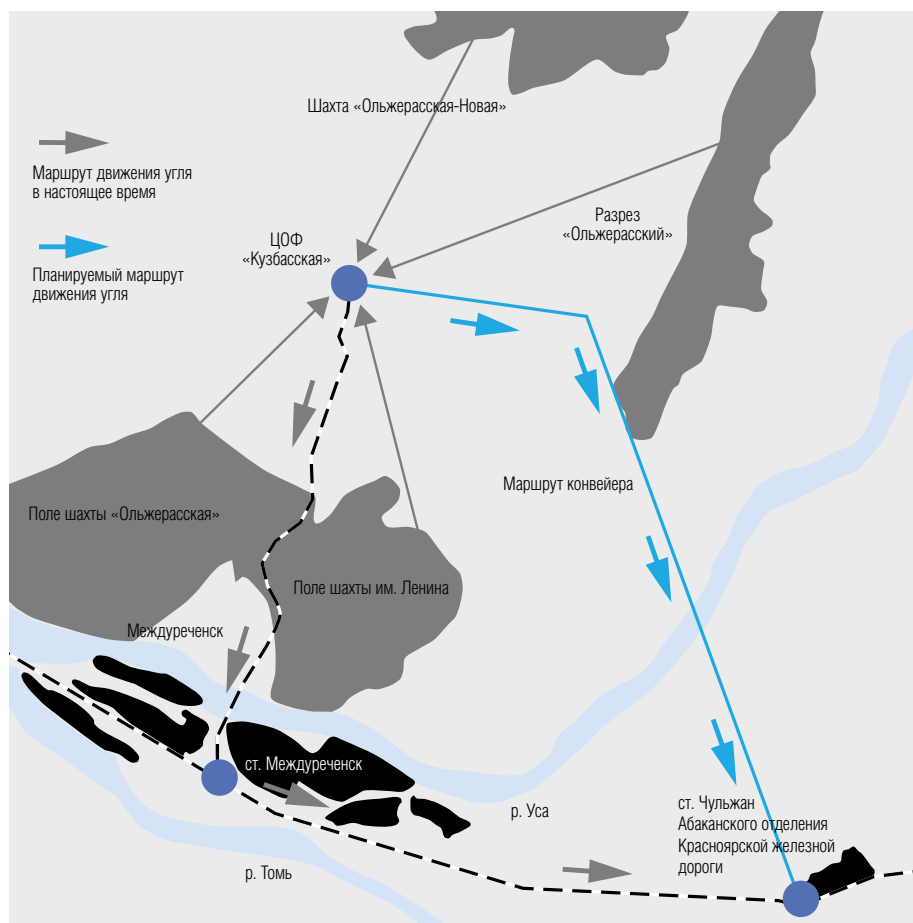 Шахта «Ольжерасская-Новая»
Маршрут движения угля
в настоящее время
Разрез
«Ольжерасский»
ЦОФ
«Кузбасская»
Планируемый маршрут
движения угля
Маршрут конвейера
Поле шахты «Ольжерасская»
Поле шахты им. Ленина
Междуреченск
ст. Междуреченск
р. Уса
ст. Чульжан
Абаканского отделения
Красноярской железной
дороги
р. Томь